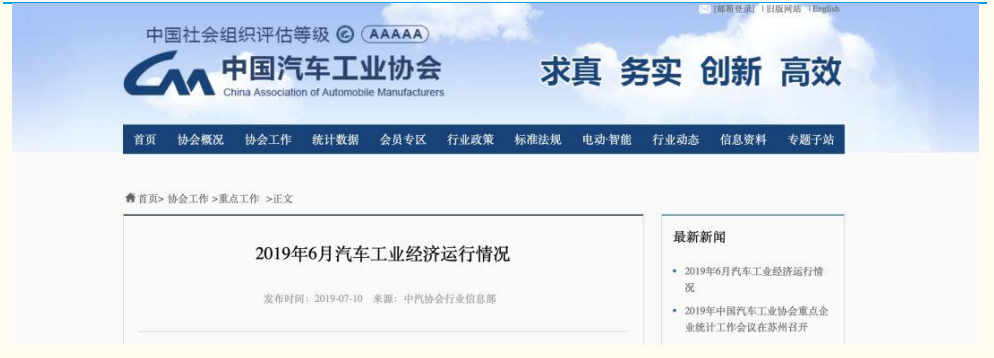 [邮箱登录] | 旧版网站 | English
中国社会组织评估等级 AAAAA
中国汽车工业协会
China Association of Automobile Manufacturers
求真 务实 创新 高效
首页 协会概况 协会工作 统计数据 会员专区 行业政策 标准法规 电动·智能 行业动态 信息资料 专题子站
首页> 协会工作 >重点工作 >正文
2019年6月汽车工业经济运行情况
发布时间：2019-07-10 来源：中汽协会行业信息部
最新新闻
2019年6月汽车工业经济运行情
况
2019年中国汽车工业协会重点企
业统计工作会议在苏州召开